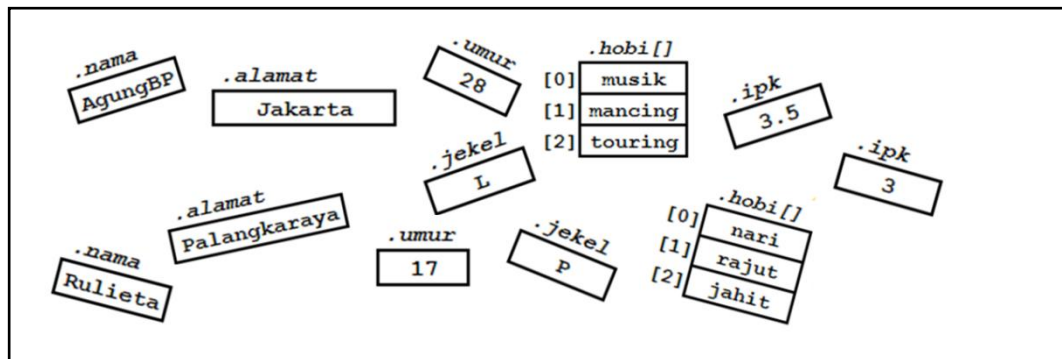 .nama
AgungBP
.alamat
Jakarta
.umur
28
.hobi[]
[0] musik
[1] mancing
[2] touring
.ipk
3.5
.jekel
L
.ipk
3
.alamat
Palangkaraya
.nama
Rulieta
.umur
17
.jekel
P
.hobi[]
[0] nari
[1] rajut
[2] jahit